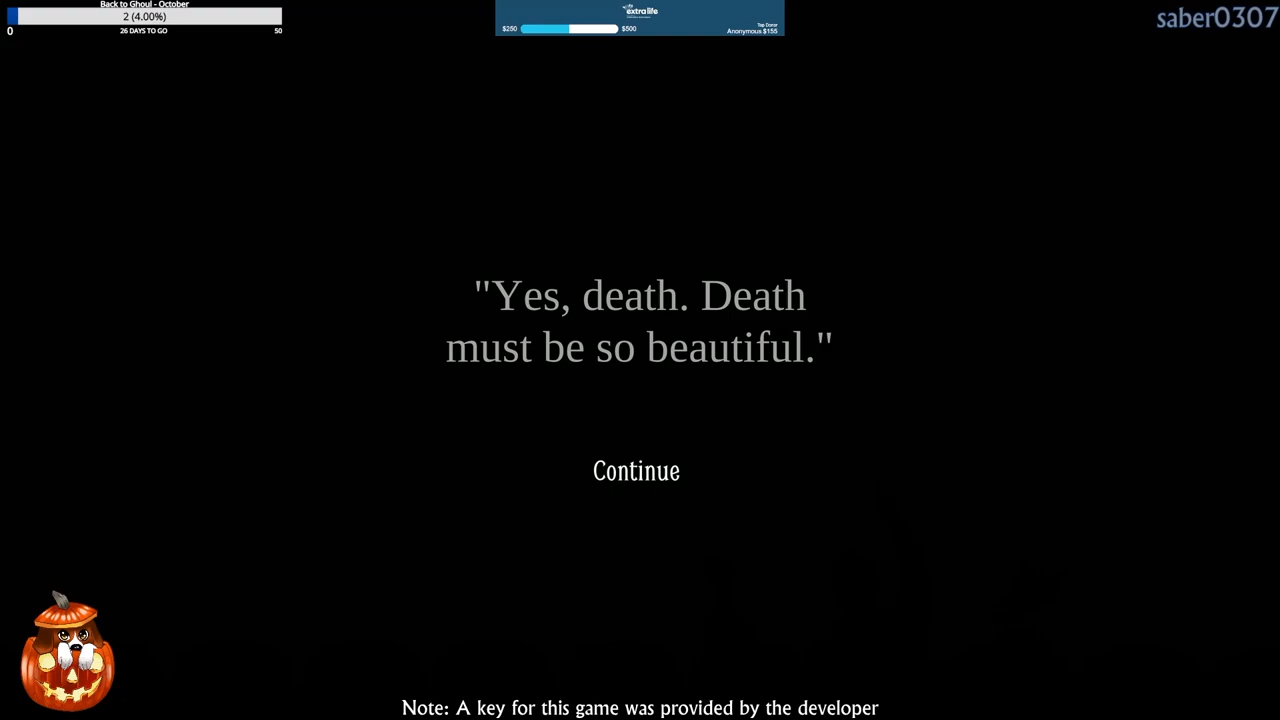 Back to Ghoul - October
2 (4.00%)
0
26 DAYS TO GO
50
extralife
$250
$500
Top Donor
Anonymous $155
saber0307
"Yes, death. Death
must be so beautiful."
Continue
Note: A key for this game was provided by the developer